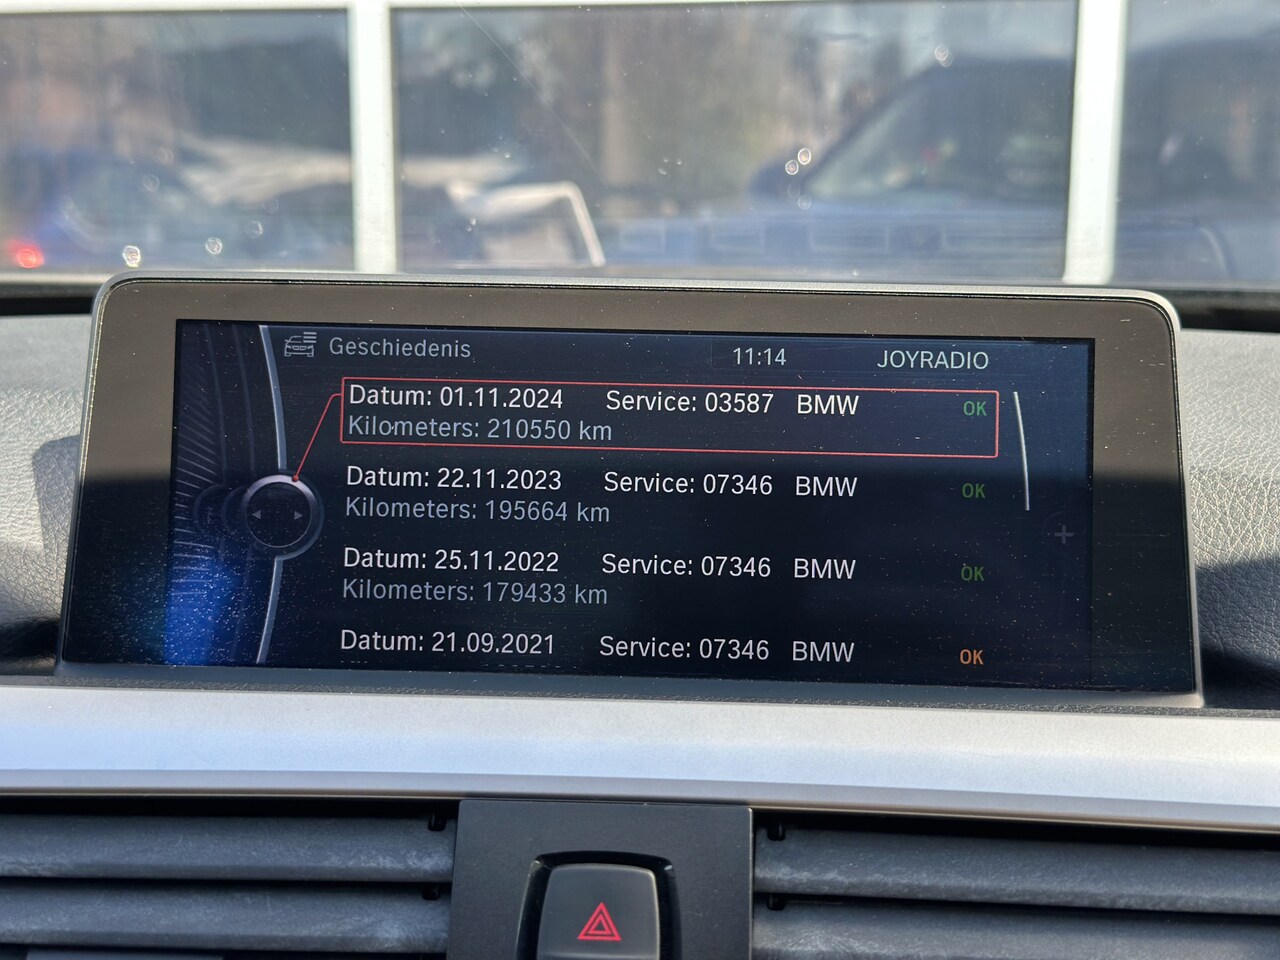 Geschiedenis 11:14 JOYRADIO
Datum: 01.11.2024 Service: 03587 BMW OK
Kilometers: 210550 km
Datum: 22.11.2023 Service: 07346 BMW OK
Kilometers: 195664 km
Datum: 25.11.2022 Service: 07346 BMW OK
Kilometers: 179433 km
Datum: 21.09.2021 Service: 07346 BMW OK